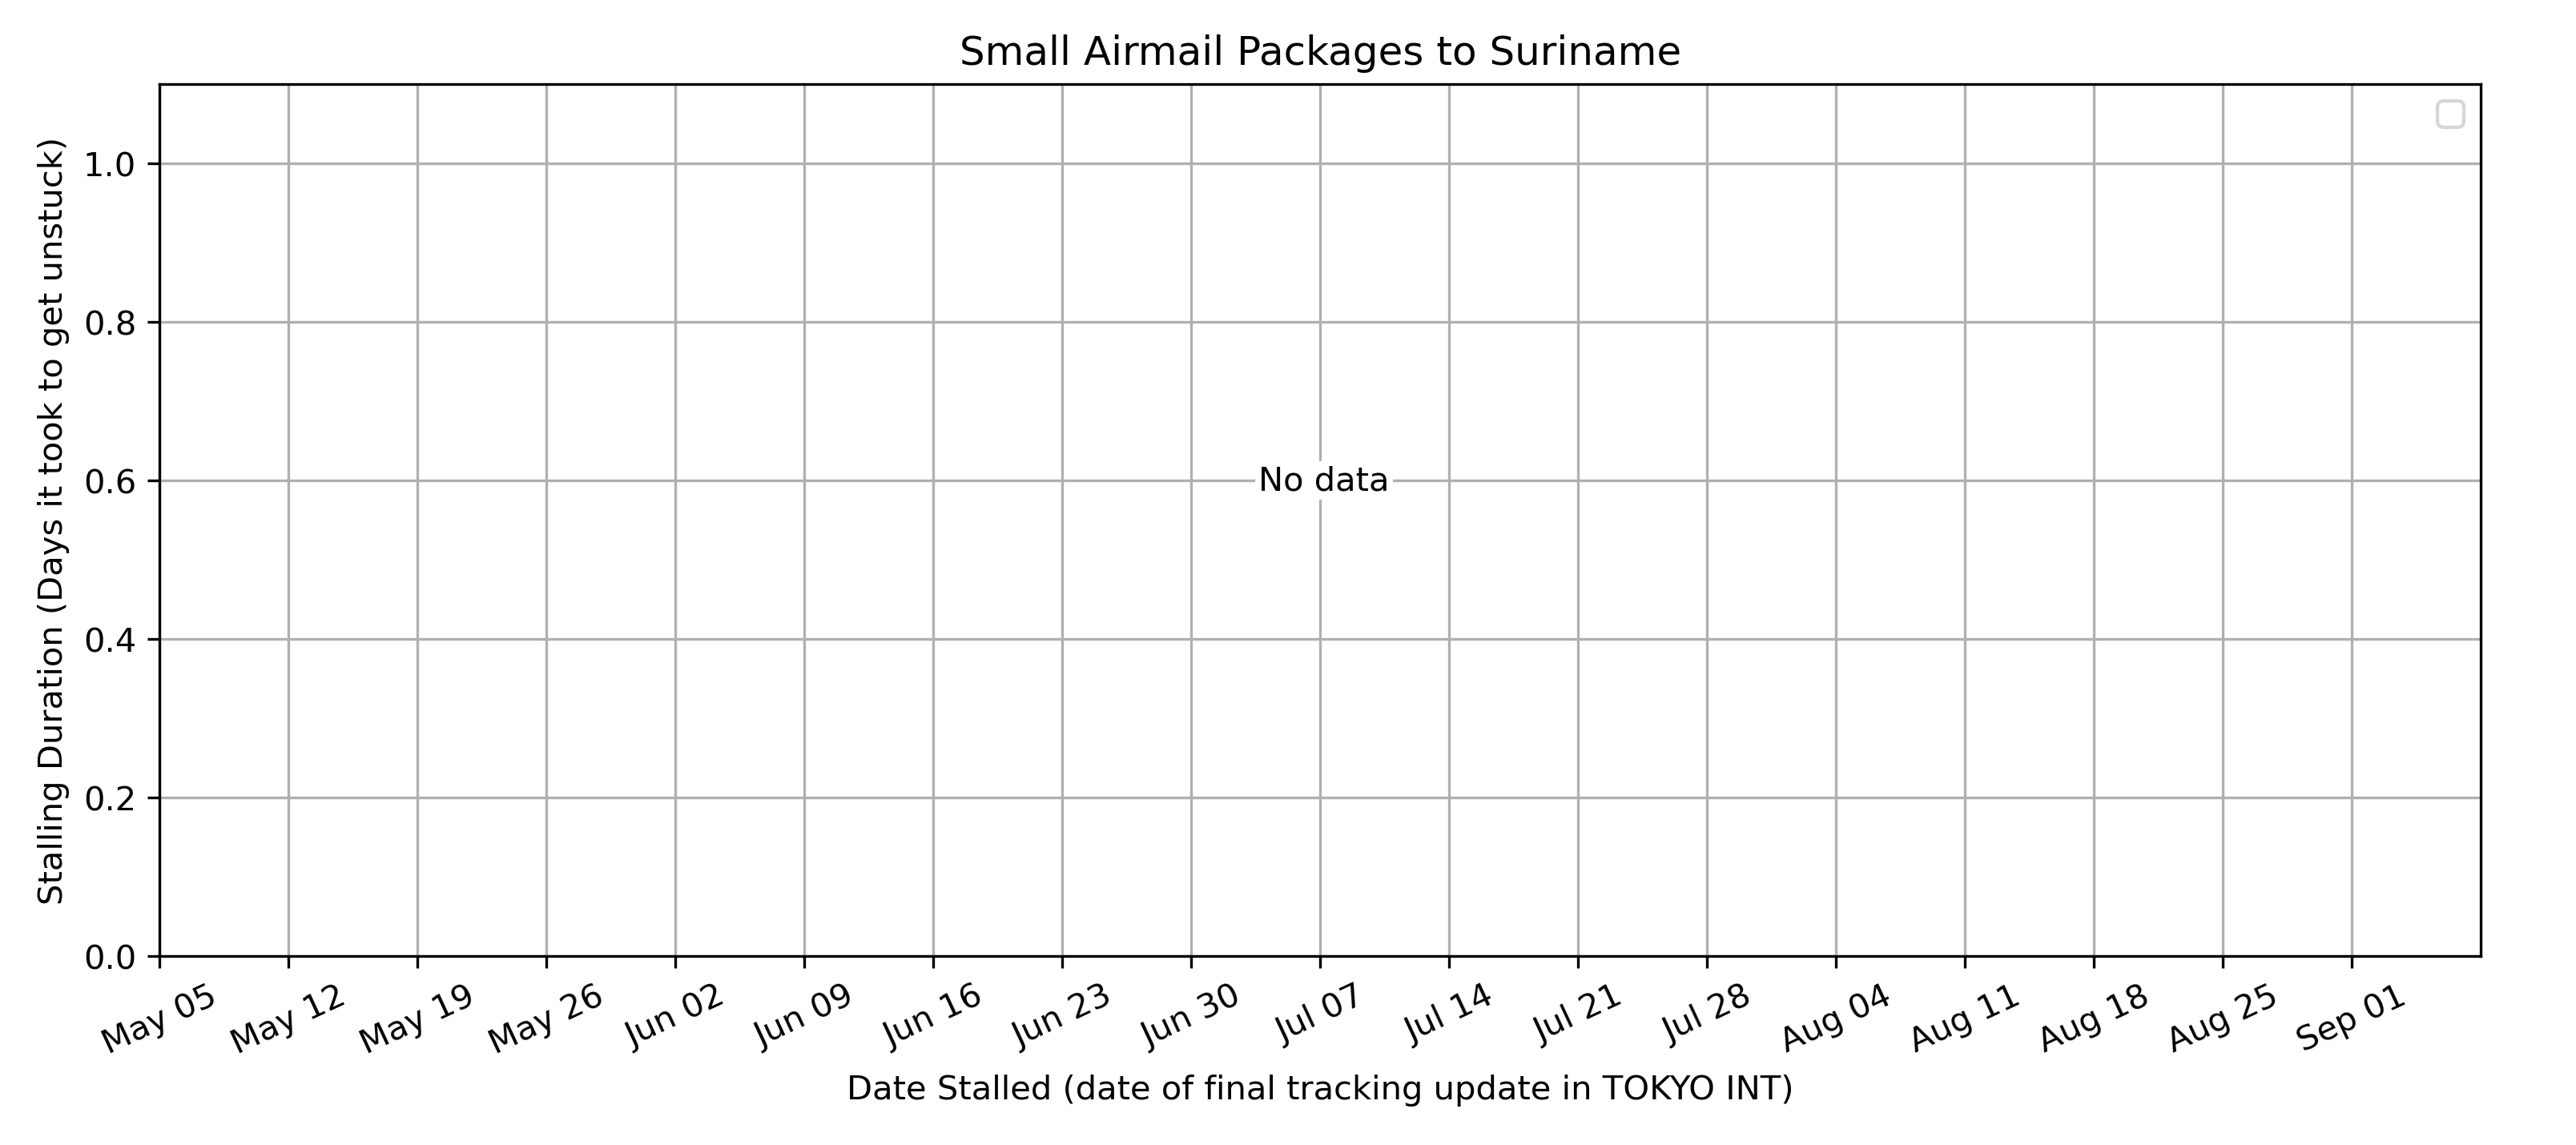 Small Airmail Packages to Suriname
Stalling Duration (Days it took to get unstuck)
1.0
0.8
0.6
0.4
0.2
0.0
No data
May 05
May 12
May 19
May 26
Jun 02
Jun 09
Jun 16
Jun 23
Jun 30
Jul 07
Jul 14
Jul 21
Jul 28
Aug 04
Aug 11
Aug 18
Aug 25
Sep 01
Date Stalled (date of final tracking update in TOKYO INT)